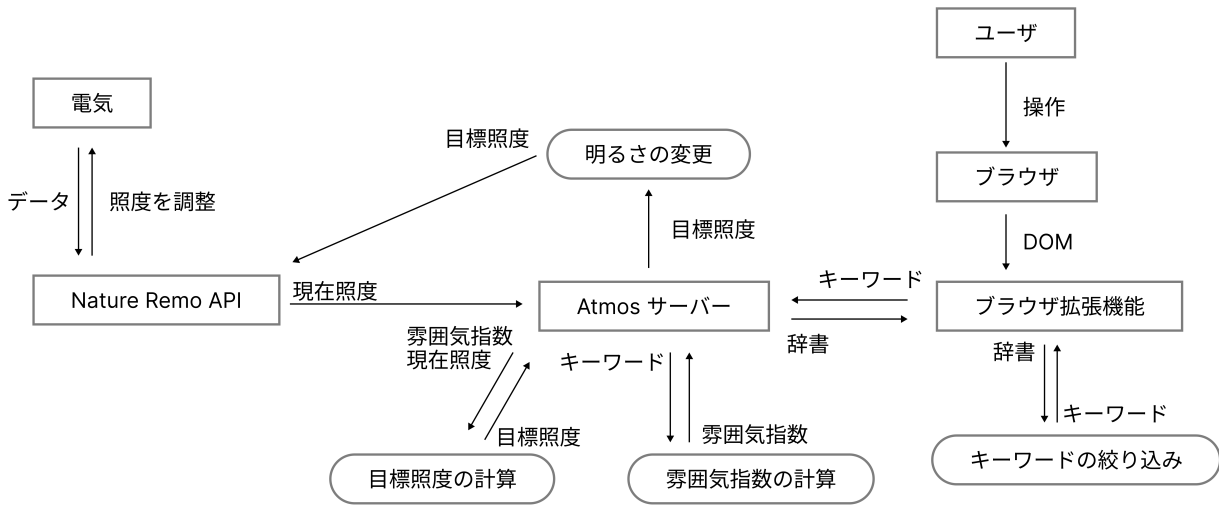 ユーザ
電気
操作
目標照度
明るさの変更
ブラウザ
データ
照度を調整
目標照度
DOM
キーワード
現在照度
Nature Remo API
Atmos サーバー
ブラウザ拡張機能
雰囲気指数
現在照度
キーワード
辞書
辞書
目標照度
雰囲気指数
キーワード
目標照度の計算
雰囲気指数の計算
キーワードの絞り込み